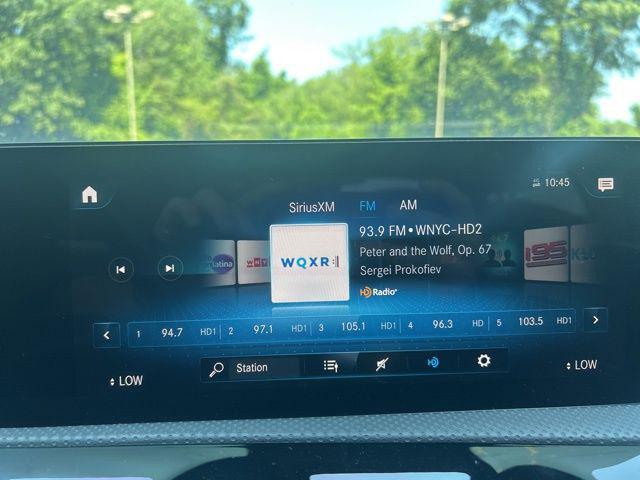 10:45
SiriusXM FM AM
93.9 FM • WNYC-HD2
Peter and the Wolf, Op. 67
Sergei Prokofiev
HD Radio
WQXR
i95
1 94.7 HD1 2 97.1 HD1 3 105.1 HD1 4 96.3 HD 5 103.5 HD1
Station
LOW
LOW